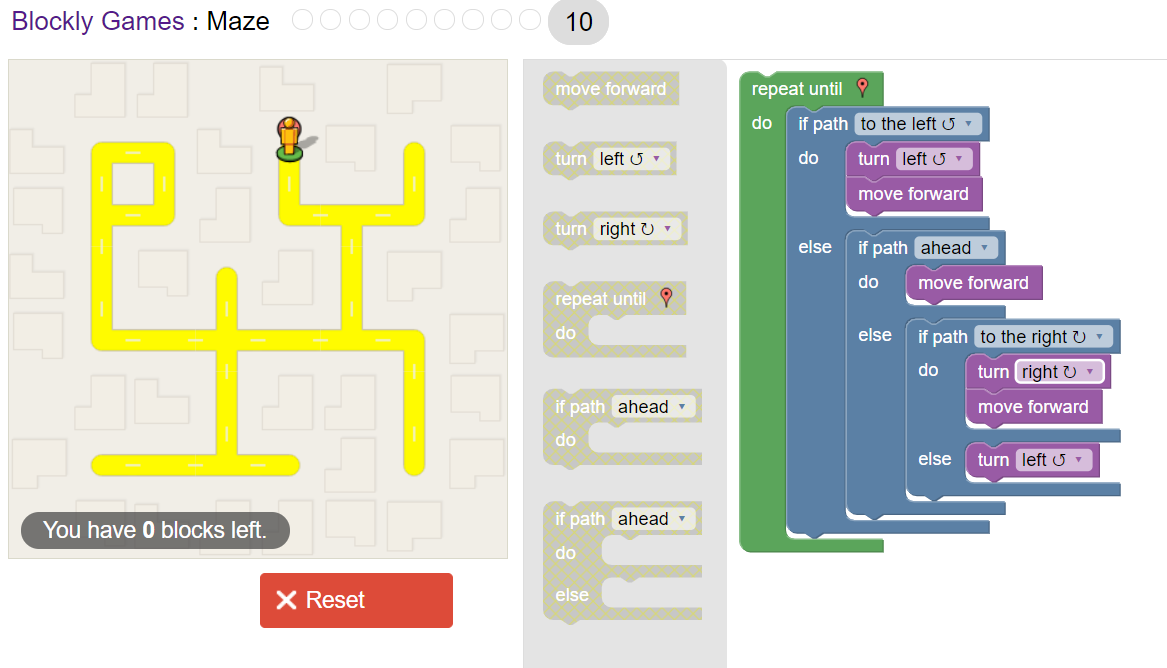 Blockly Games : Maze 10
You have 0 blocks left.
Reset
move forward
turn left ↺ ▾
turn right ↻ ▾
repeat until
do
if path ahead ▾
do
if path ahead ▾
do
else
repeat until
do
if path to the left ↺ ▾
do
turn left ↺ ▾
move forward
else
if path ahead ▾
do
move forward
else
if path to the right ↻ ▾
do
turn right ↻ ▾
move forward
else
turn left ↺ ▾